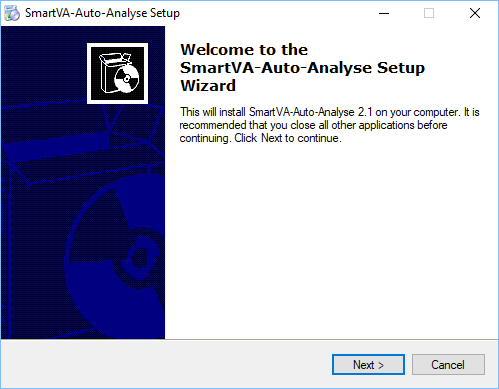 SmartVA-Auto-Analyse Setup
Welcome to the
SmartVA-Auto-Analyse Setup
Wizard
This will install SmartVA-Auto-Analyse 2.1 on your computer. It is
recommended that you close all other applications before
continuing. Click Next to continue.
Next >
Cancel